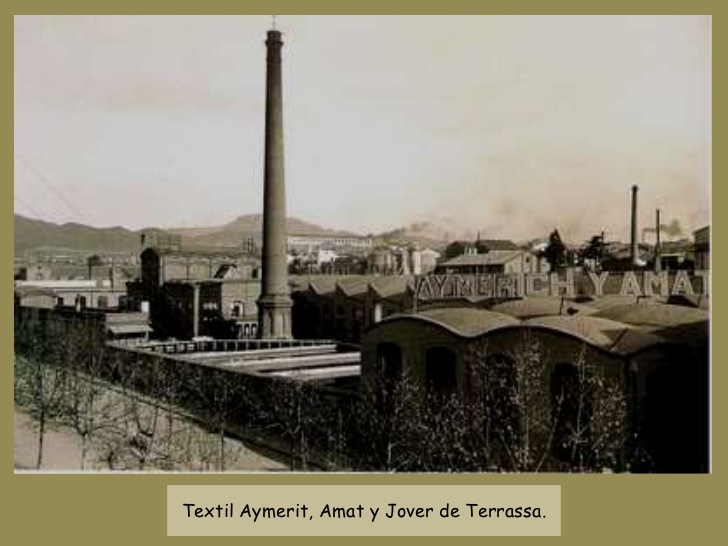 AYMERICH Y AMAT
Textil Aymerit, Amat y Jover de Terrassa.